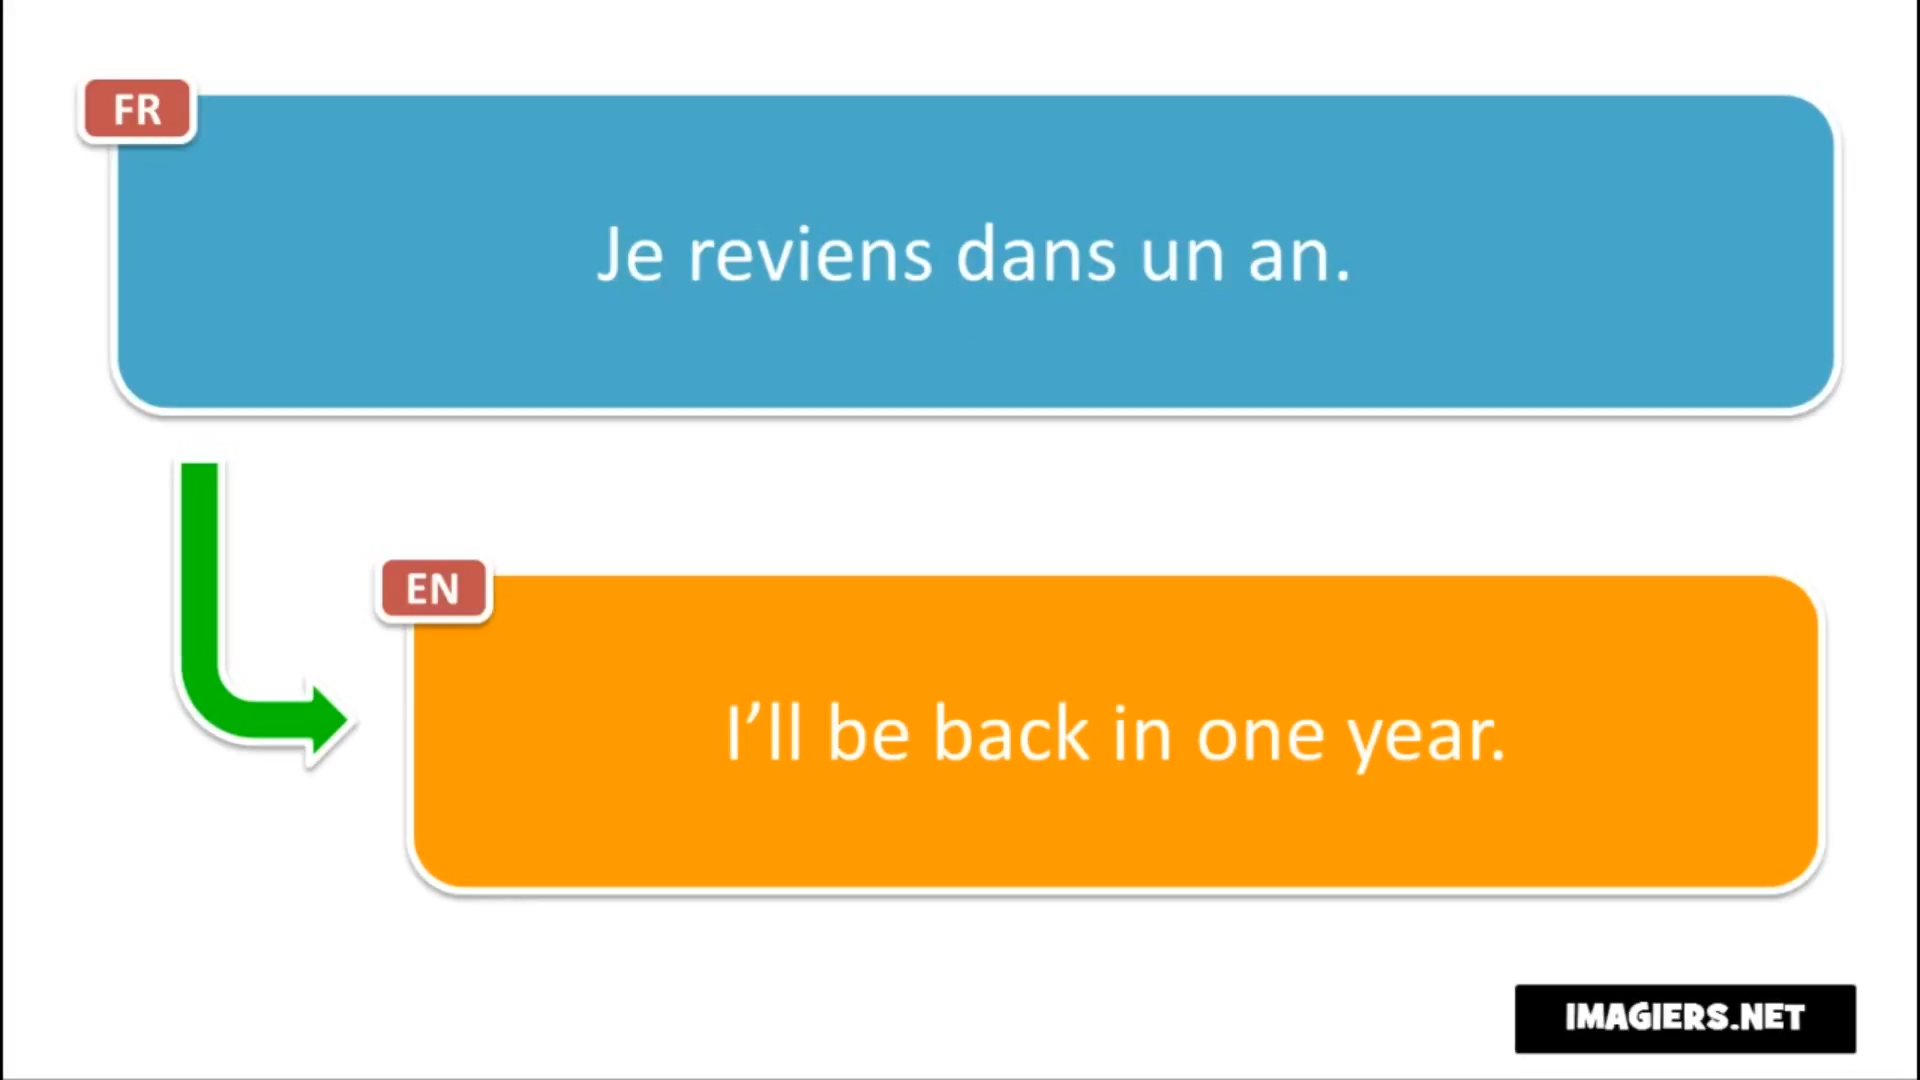 FR
Je reviens dans un an.
EN
I’ll be back in one year.
IMAGIERS.NET